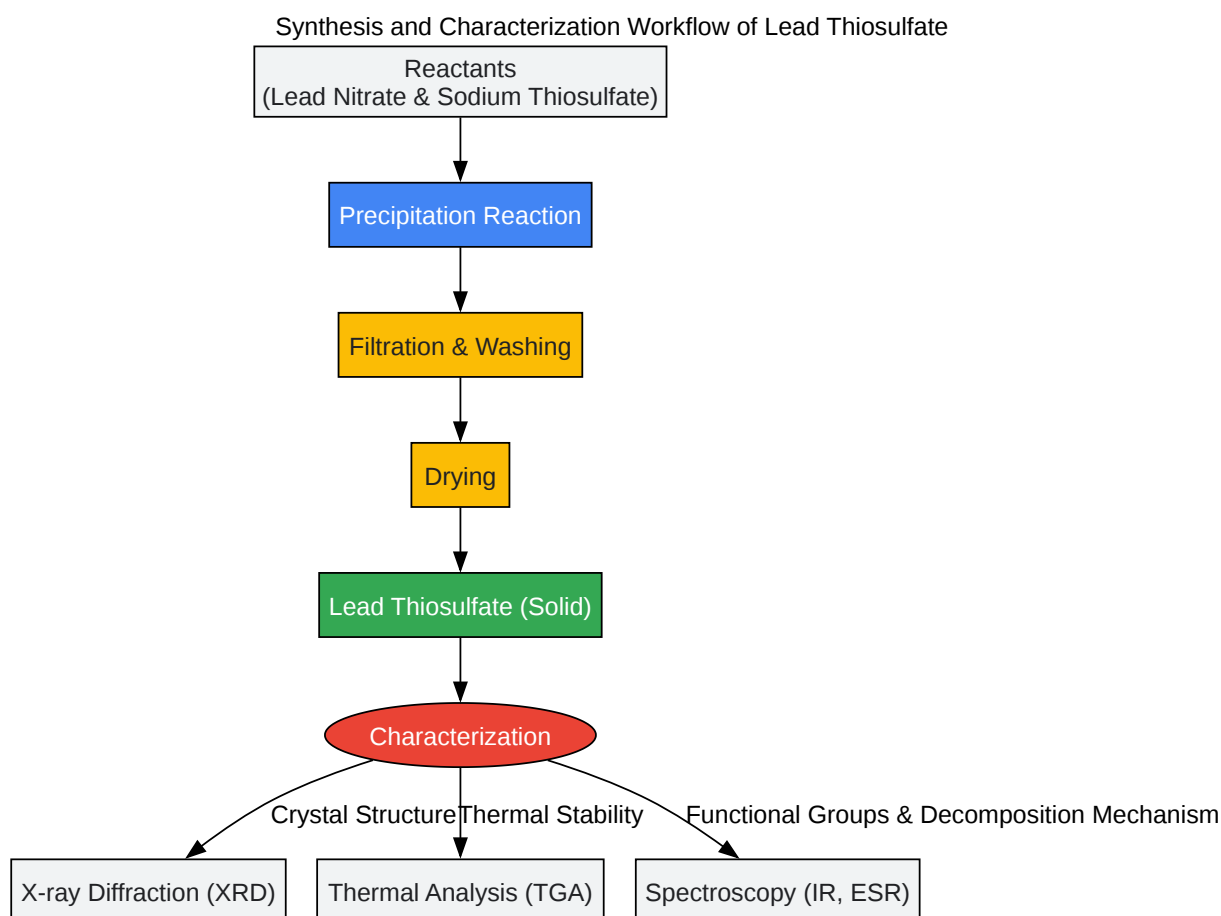 Synthesis and Characterization Workflow of Lead Thiosulfate
Reactants
(Lead Nitrate & Sodium Thiosulfate)
Precipitation Reaction
Filtration & Washing
Drying
Lead Thiosulfate (Solid)
Characterization
Crystal Structure
Thermal Stability
Functional Groups & Decomposition Mechanism
X-ray Diffraction (XRD)
Thermal Analysis (TGA)
Spectroscopy (IR, ESR)